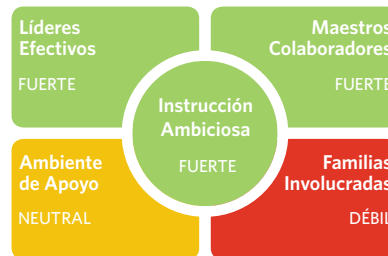 Líderes
Efectivos
FUERTE
Maestros
Colaboradores
FUERTE
Instrucción
Ambiciosa
FUERTE
Ambiente
de Apoyo
NEUTRAL
Familias
Involucradas
DÉBIL